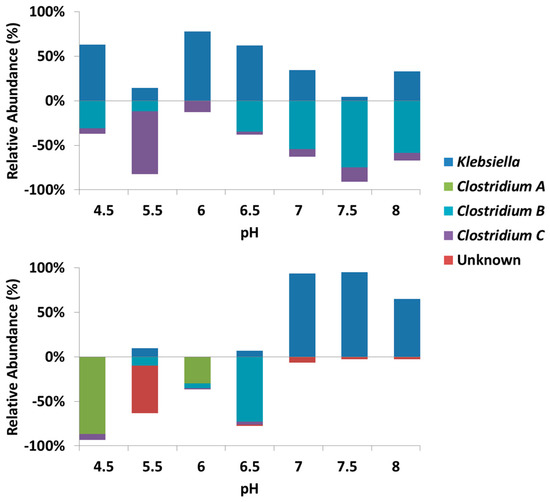 100%
50%
0%
-50%
-100%
Relative Abundance (%)
4.5 5.5 6 6.5 7 7.5 8
pH
Klebsiella
Clostridium A
Clostridium B
Clostridium C
Unknown
100%
50%
0%
-50%
-100%
Relative Abundance (%)
4.5 5.5 6 6.5 7 7.5 8
pH